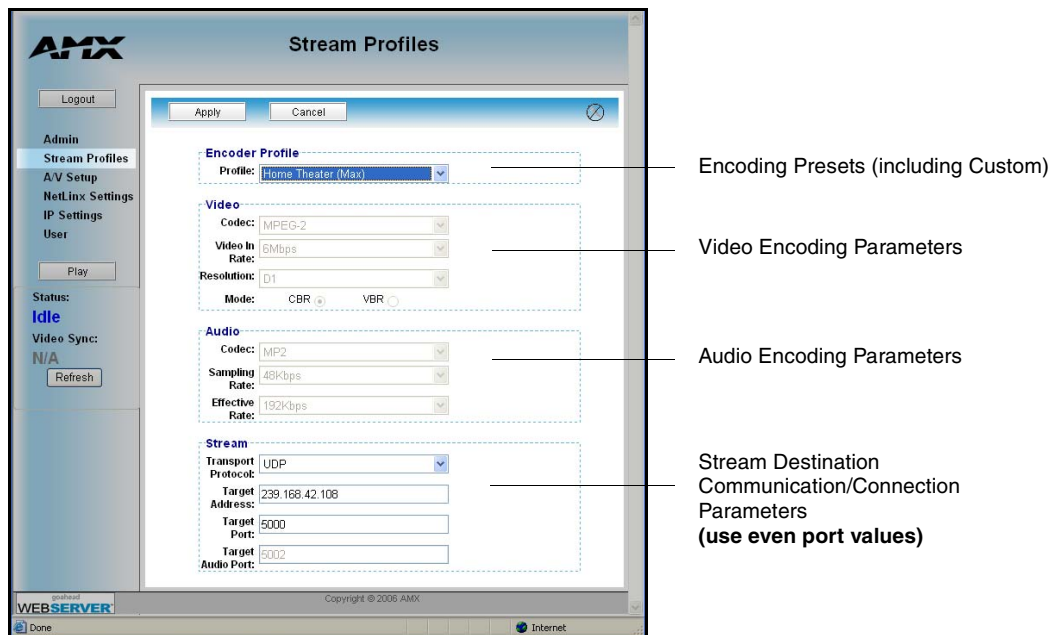 AMX
Stream Profiles
Logout
Admin
Stream Profiles
A/V Setup
NetLinx Settings
IP Settings
User
Play
Status:
Idle
Video Sync:
N/A
Refresh
Apply
Cancel
Encoder Profile
Profile: Home Theater (Max)
Video
Codec: MPEG-2
Video In
Rate: 6Mbps
Resolution: D1
Mode: CBR VBR
Audio
Codec: MP2
Sampling
Rate: 48Kbps
Effective
Rate: 192Kbps
Stream
Transport
Protocol: UDP
Target
Address: 239.168.42.108
Target
Port: 5000
Target
Audio Port: 5002
goahead
WEBSERVER
Copyright © 2006 AMX
Done
Internet
Encoding Presets (including Custom)
Video Encoding Parameters
Audio Encoding Parameters
Stream Destination
Communication/Connection
Parameters
(use even port values)